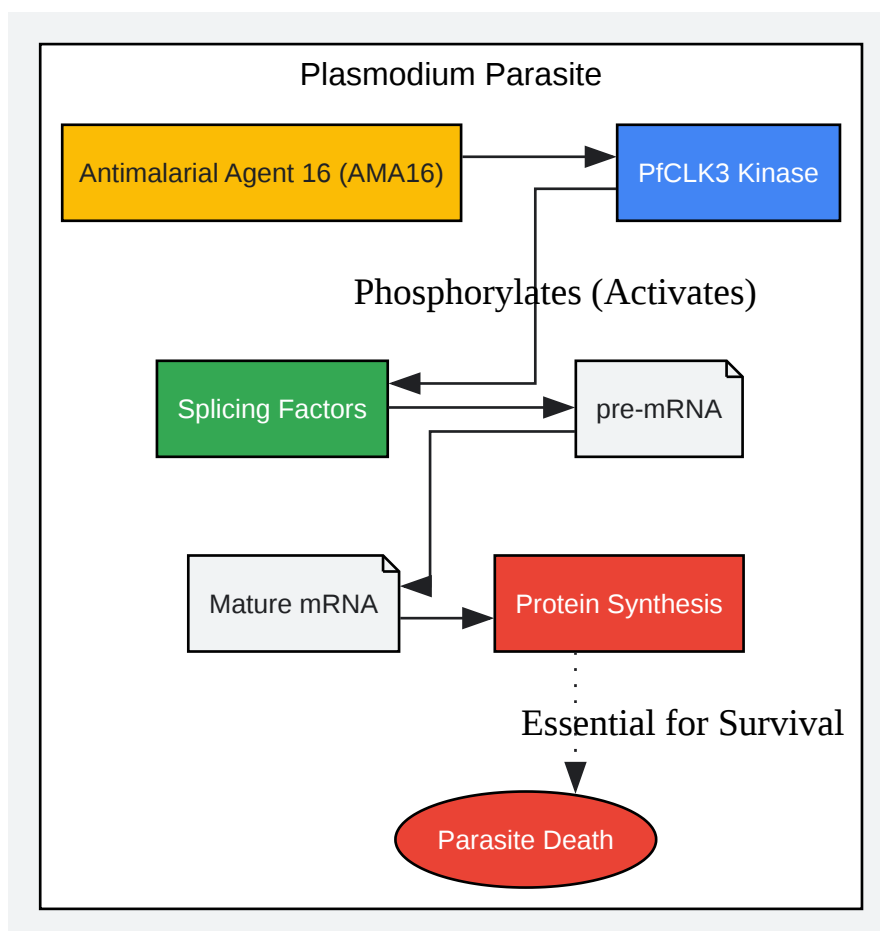 Plasmodium Parasite
Antimalarial Agent 16 (AMA16)
PfCLK3 Kinase
Phosphorylates (Activates)
Splicing Factors
pre-mRNA
Mature mRNA
Protein Synthesis
Essential for Survival
Parasite Death